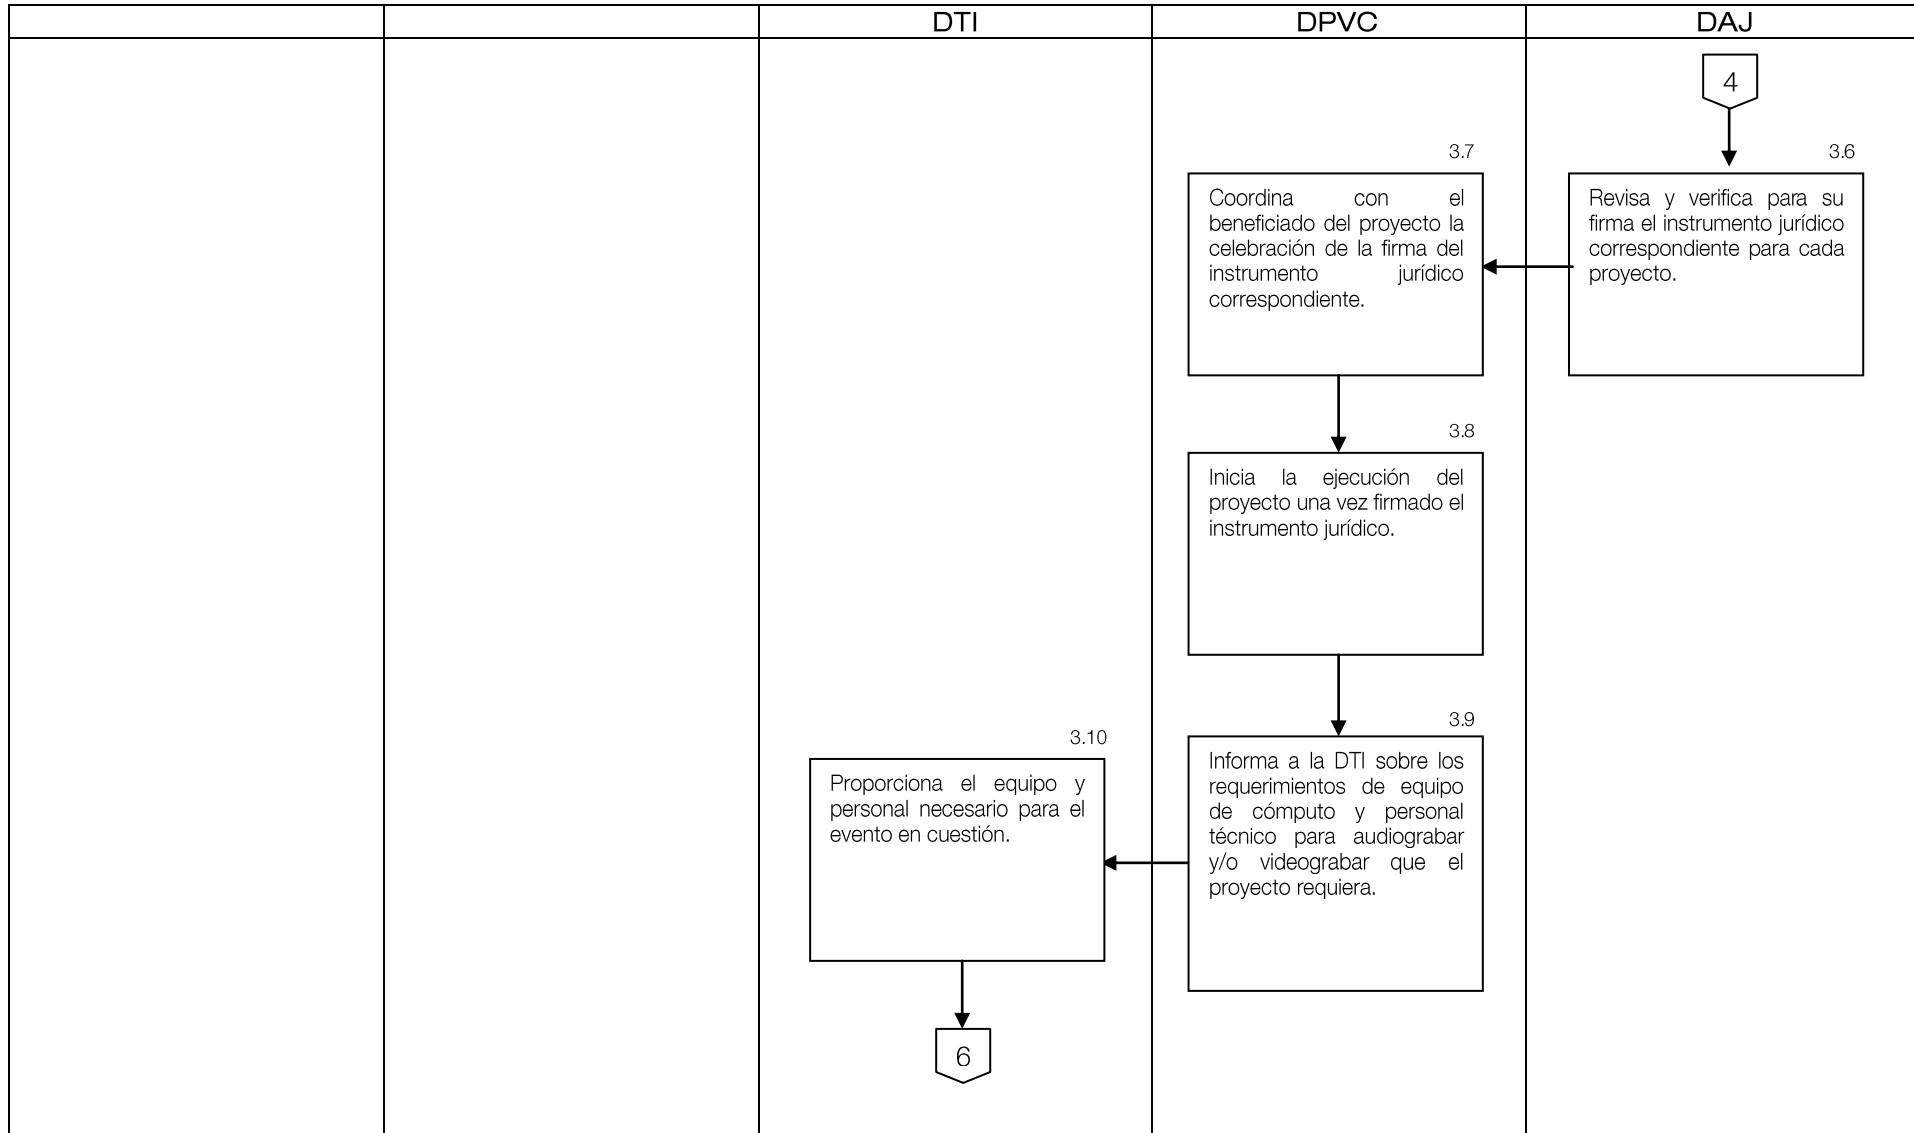 DTI
DPVC
DAJ
4
3.6
Revisa y verifica para su
firma el instrumento jurídico
correspondiente para cada
proyecto.
3.7
Coordina con el
beneficiado del proyecto la
celebración de la firma del
instrumento jurídico
correspondiente.
3.8
Inicia la ejecución del
proyecto una vez firmado el
instrumento jurídico.
3.9
Informa a la DTI sobre los
requerimientos de equipo
de cómputo y personal
técnico para audiograbar
y/o videograbar que el
proyecto requiera.
3.10
Proporciona el equipo y
personal necesario para el
evento en cuestión.
6